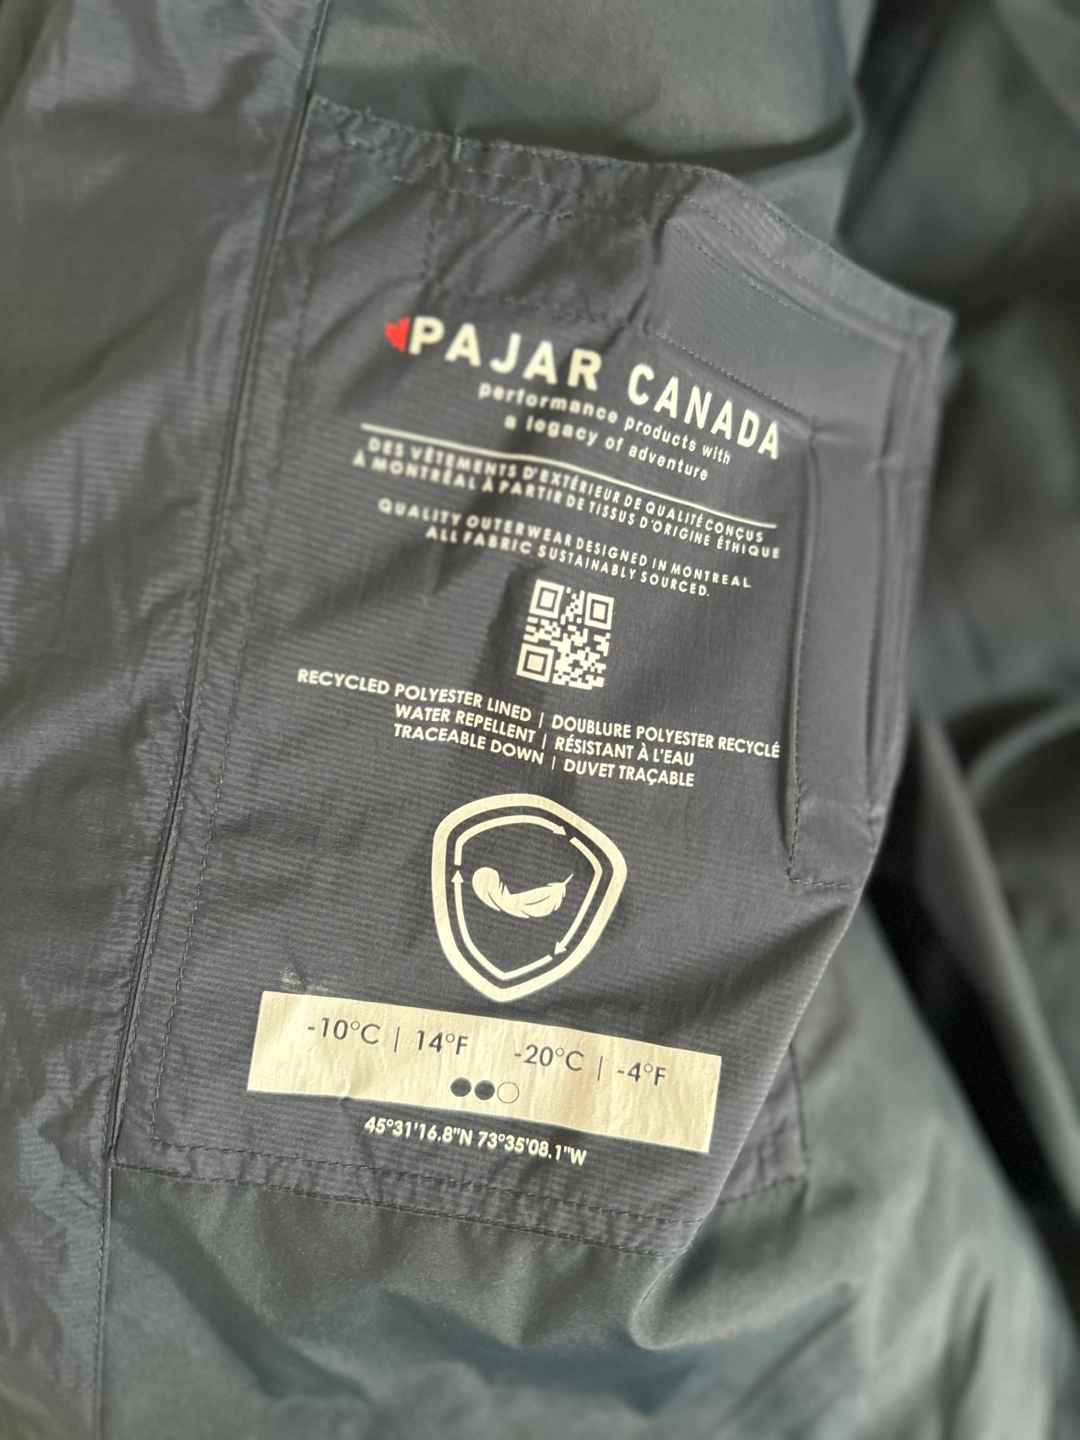 PAJAR CANADA
performance products with
a legacy of adventure
DES VÊTEMENTS D'EXTÉRIEUR DE QUALITÉ CONÇUS
À MONTRÉAL À PARTIR DE TISSUS D'ORIGINE ÉTHIQUE
QUALITY OUTERWEAR DESIGNED IN MONTREAL
ALL FABRIC SUSTAINABLY SOURCED.
RECYCLED POLYESTER LINED | DOUBLURE POLYESTER RECYCLÉ
WATER REPELLENT | RÉSISTANT À L'EAU
TRACEABLE DOWN | DUVET TRAÇABLE
-10°C | 14°F -20°C | -4°F
45°31'16.8"N 73°35'08.1"W